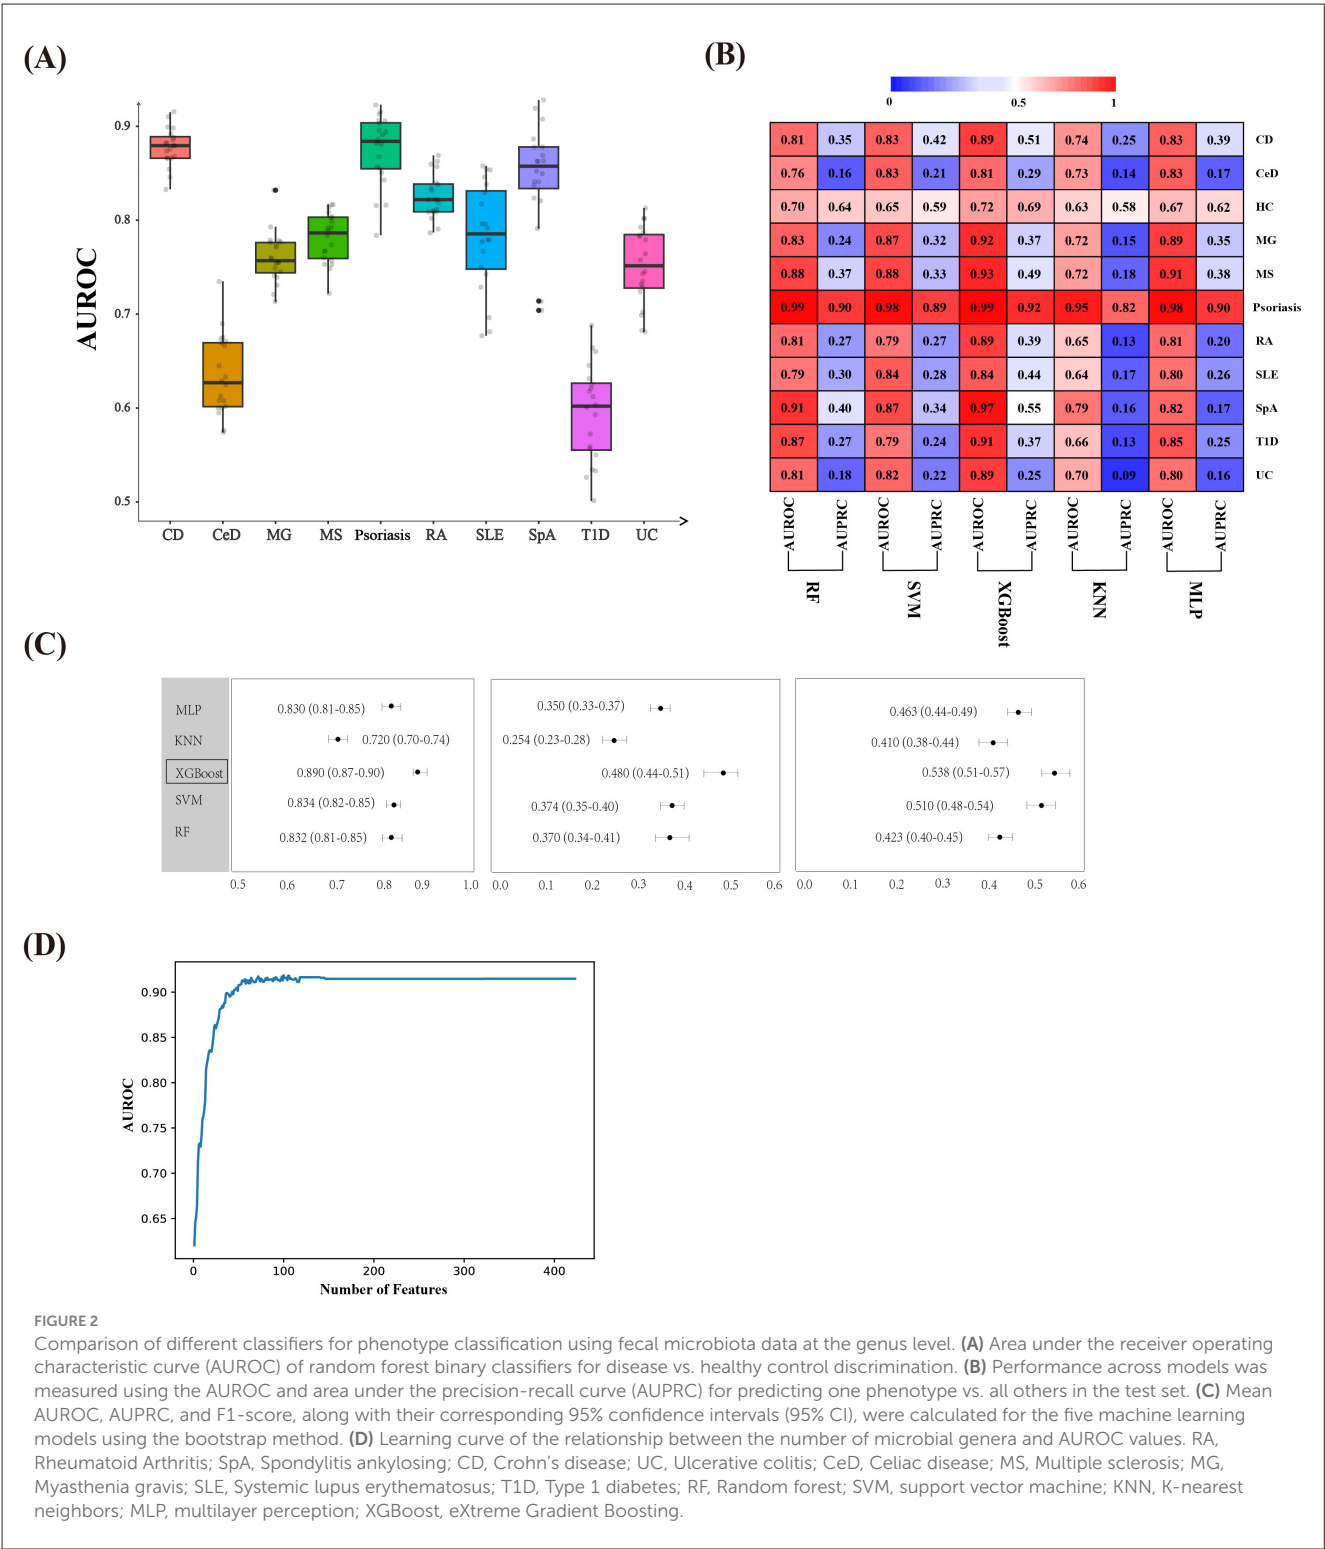 (A)
AUROC
0.9
0.8
0.7
0.6
0.5
CD CeD MG MS Psoriasis RA SLE SpA T1D UC
(B)
0 0.5 1
0.81 0.35 0.83 0.42 0.89 0.51 0.74 0.25 0.83 0.39 CD
0.76 0.16 0.83 0.21 0.81 0.29 0.73 0.14 0.83 0.17 CeD
0.70 0.64 0.65 0.59 0.72 0.69 0.63 0.58 0.67 0.62 HC
0.83 0.24 0.87 0.32 0.92 0.37 0.72 0.15 0.89 0.35 MG
0.88 0.37 0.88 0.33 0.93 0.49 0.72 0.18 0.91 0.38 MS
0.99 0.90 0.98 0.89 0.99 0.92 0.95 0.82 0.98 0.90 Psoriasis
0.81 0.27 0.79 0.27 0.89 0.39 0.65 0.13 0.81 0.20 RA
0.79 0.30 0.84 0.28 0.84 0.44 0.64 0.17 0.80 0.26 SLE
0.91 0.40 0.87 0.34 0.97 0.55 0.79 0.16 0.82 0.17 SpA
0.87 0.27 0.79 0.24 0.91 0.37 0.66 0.13 0.85 0.25 T1D
0.81 0.18 0.82 0.22 0.89 0.25 0.70 0.09 0.80 0.16 UC
AUROC AUPRC AUROC AUPRC AUROC AUPRC AUROC AUPRC AUROC AUPRC
RF SVM XGBoost KNN MLP
(C)
MLP 0.830 (0.81-0.85) 0.350 (0.33-0.37) 0.463 (0.44-0.49)
KNN 0.720 (0.70-0.74) 0.254 (0.23-0.28) 0.410 (0.38-0.44)
XGBoost 0.890 (0.87-0.90) 0.480 (0.44-0.51) 0.538 (0.51-0.57)
SVM 0.834 (0.82-0.85) 0.374 (0.35-0.40) 0.510 (0.48-0.54)
RF 0.832 (0.81-0.85) 0.370 (0.34-0.41) 0.423 (0.40-0.45)
0.5 0.6 0.7 0.8 0.9 1.0 0.0 0.1 0.2 0.3 0.4 0.5 0.6 0.0 0.1 0.2 0.3 0.4 0.5 0.6
(D)
AUROC
0.90
0.85
0.80
0.75
0.70
0.65
0 100 200 300 400
Number of Features
FIGURE 2
Comparison of different classifiers for phenotype classification using fecal microbiota data at the genus level. (A) Area under the receiver operating
characteristic curve (AUROC) of random forest binary classifiers for disease vs. healthy control discrimination. (B) Performance across models was
measured using the AUROC and area under the precision-recall curve (AUPRC) for predicting one phenotype vs. all others in the test set. (C) Mean
AUROC, AUPRC, and F1-score, along with their corresponding 95% confidence intervals (95% CI), were calculated for the five machine learning
models using the bootstrap method. (D) Learning curve of the relationship between the number of microbial genera and AUROC values. RA,
Rheumatoid Arthritis; SpA, Spondylitis ankylosing; CD, Crohn's disease; UC, Ulcerative colitis; CeD, Celiac disease; MS, Multiple sclerosis; MG,
Myasthenia gravis; SLE, Systemic lupus erythematosus; T1D, Type 1 diabetes; RF, Random forest; SVM, support vector machine; KNN, K-nearest
neighbors; MLP, multilayer perception; XGBoost, eXtreme Gradient Boosting.